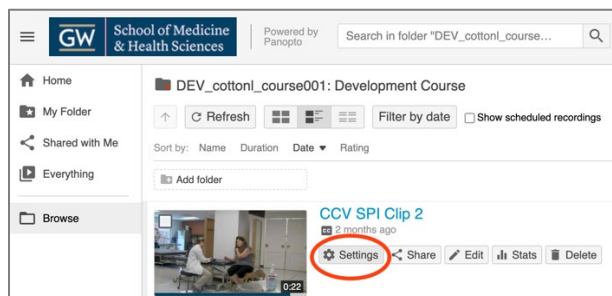 GW
School of Medicine
& Health Sciences
Powered by
Panopto
Search in folder "DEV_cottonl_course...
Home
My Folder
Shared with Me
Everything
Browse
DEV_cottonl_course001: Development Course
Refresh
Filter by date
Show scheduled recordings
Sort by: Name Duration Date ▼ Rating
Add folder
CCV SPI Clip 2
CC 2 months ago
0:22
Settings Share Edit Stats Delete